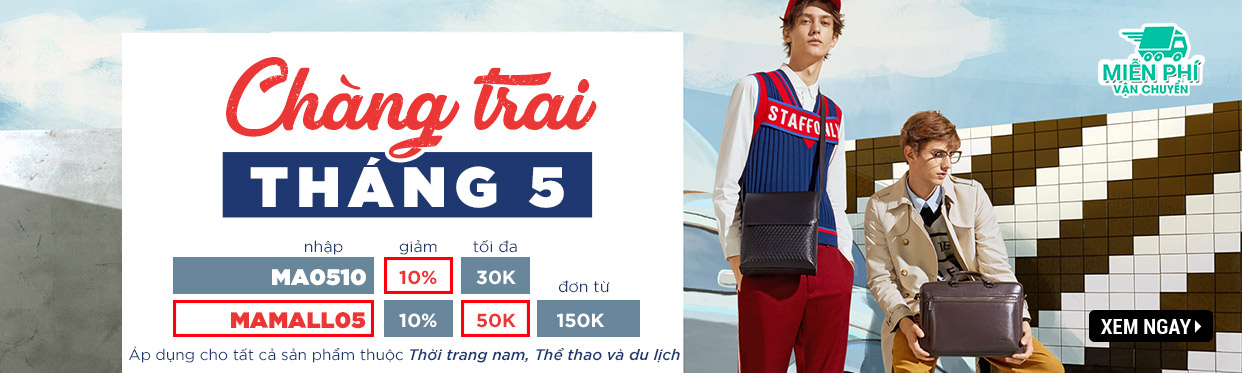 Chàng trai
THÁNG 5
nhập giảm tối đa
MA0510 10% 30K
đơn từ
MAMALL05 10% 50K 150K
Áp dụng cho tất cả sản phẩm thuộc Thời trang nam, Thể thao và du lịch
STAFFONLY
MIỄN PHÍ
VẬN CHUYỂN
XEM NGAY